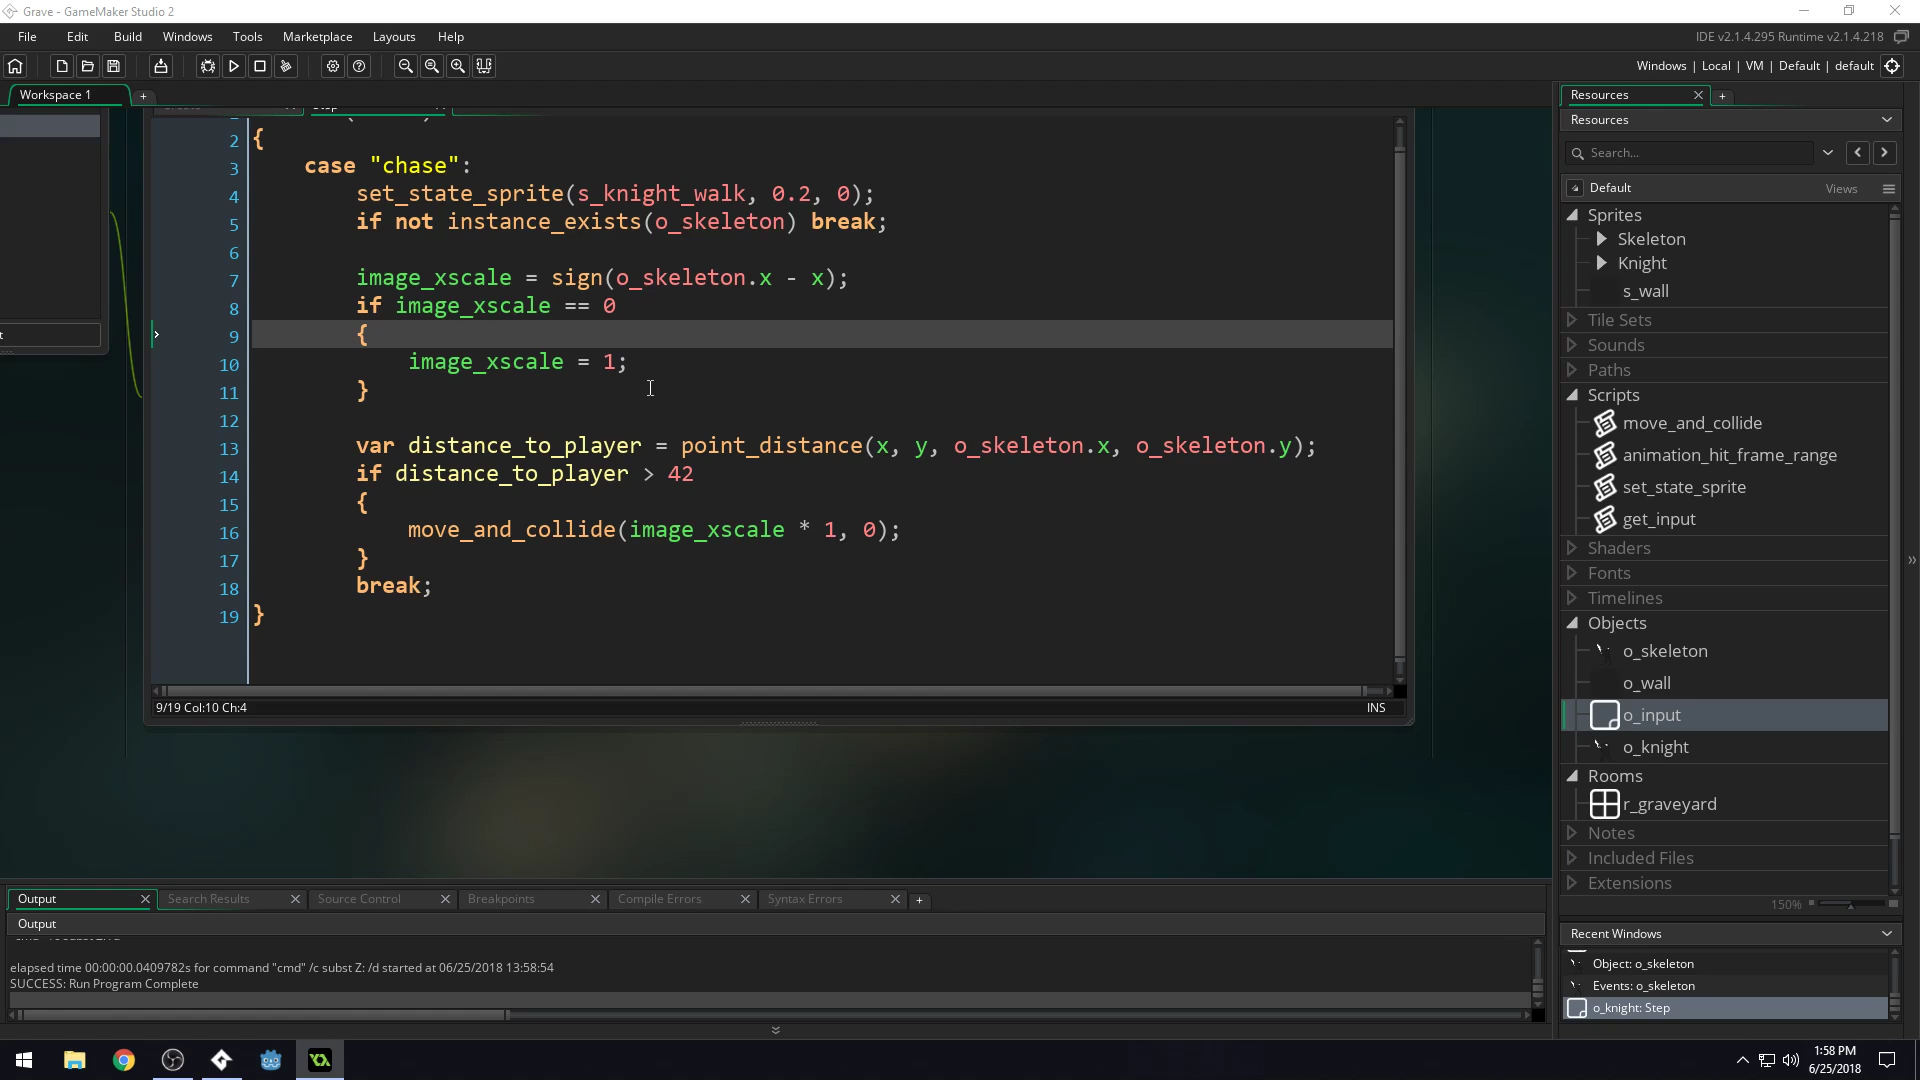 Grave - GameMaker Studio 2
File Edit Build Windows Tools Marketplace Layouts Help
IDE v2.1.4.295 Runtime v2.1.4.218
Windows | Local | VM | Default | default
Workspace 1
2 {
3 case "chase":
4 set_state_sprite(s_knight_walk, 0.2, 0);
5 if not instance_exists(o_skeleton) break;
6
7 image_xscale = sign(o_skeleton.x - x);
8 if image_xscale == 0
9 {
10 image_xscale = 1;
11 }
12
13 var distance_to_player = point_distance(x, y, o_skeleton.x, o_skeleton.y);
14 if distance_to_player > 42
15 {
16 move_and_collide(image_xscale * 1, 0);
17 }
18 break;
19 }
9/19 Col:10 Ch:4
INS
Resources
Resources
Search...
Default Views
Sprites
Skeleton
Knight
s_wall
Tile Sets
Sounds
Paths
Scripts
move_and_collide
animation_hit_frame_range
set_state_sprite
get_input
Shaders
Fonts
Timelines
Objects
o_skeleton
o_wall
o_input
o_knight
Rooms
r_graveyard
Notes
Included Files
Extensions
150%
Recent Windows
Object: o_skeleton
Events: o_skeleton
o_knight: Step
Output Search Results Source Control Breakpoints Compile Errors Syntax Errors
Output
elapsed time 00:00:00.0409782s for command "cmd" /c subst Z: /d started at 06/25/2018 13:58:54
SUCCESS: Run Program Complete
1:58 PM
6/25/2018